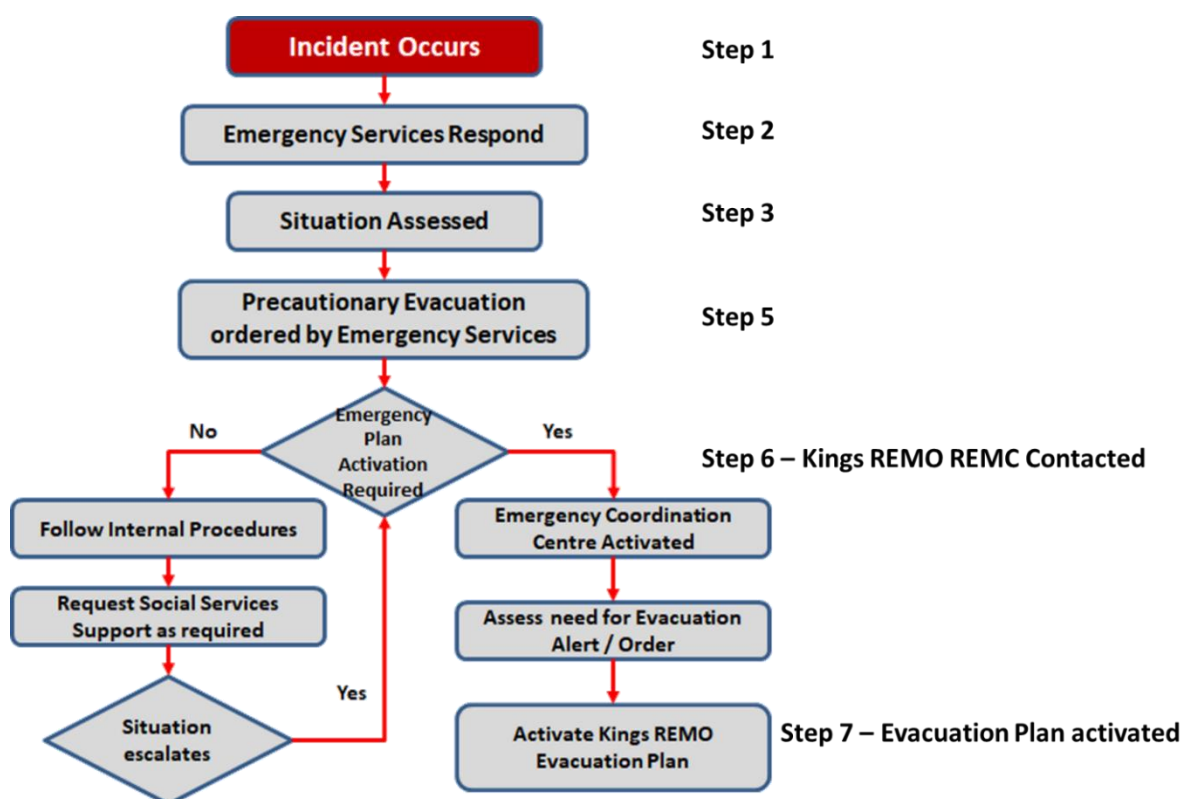 Incident Occurs
Step 1
Emergency Services Respond
Step 2
Situation Assessed
Step 3
Precautionary Evacuation
ordered by Emergency Services
Step 5
Emergency
Plan
Activation
Required
No
Yes
Step 6 – Kings REMO REMC Contacted
Follow Internal Procedures
Emergency Coordination
Centre Activated
Request Social Services
Support as required
Assess need for Evacuation
Alert / Order
Yes
Situation
escalates
Activate Kings REMO
Evacuation Plan
Step 7 – Evacuation Plan activated